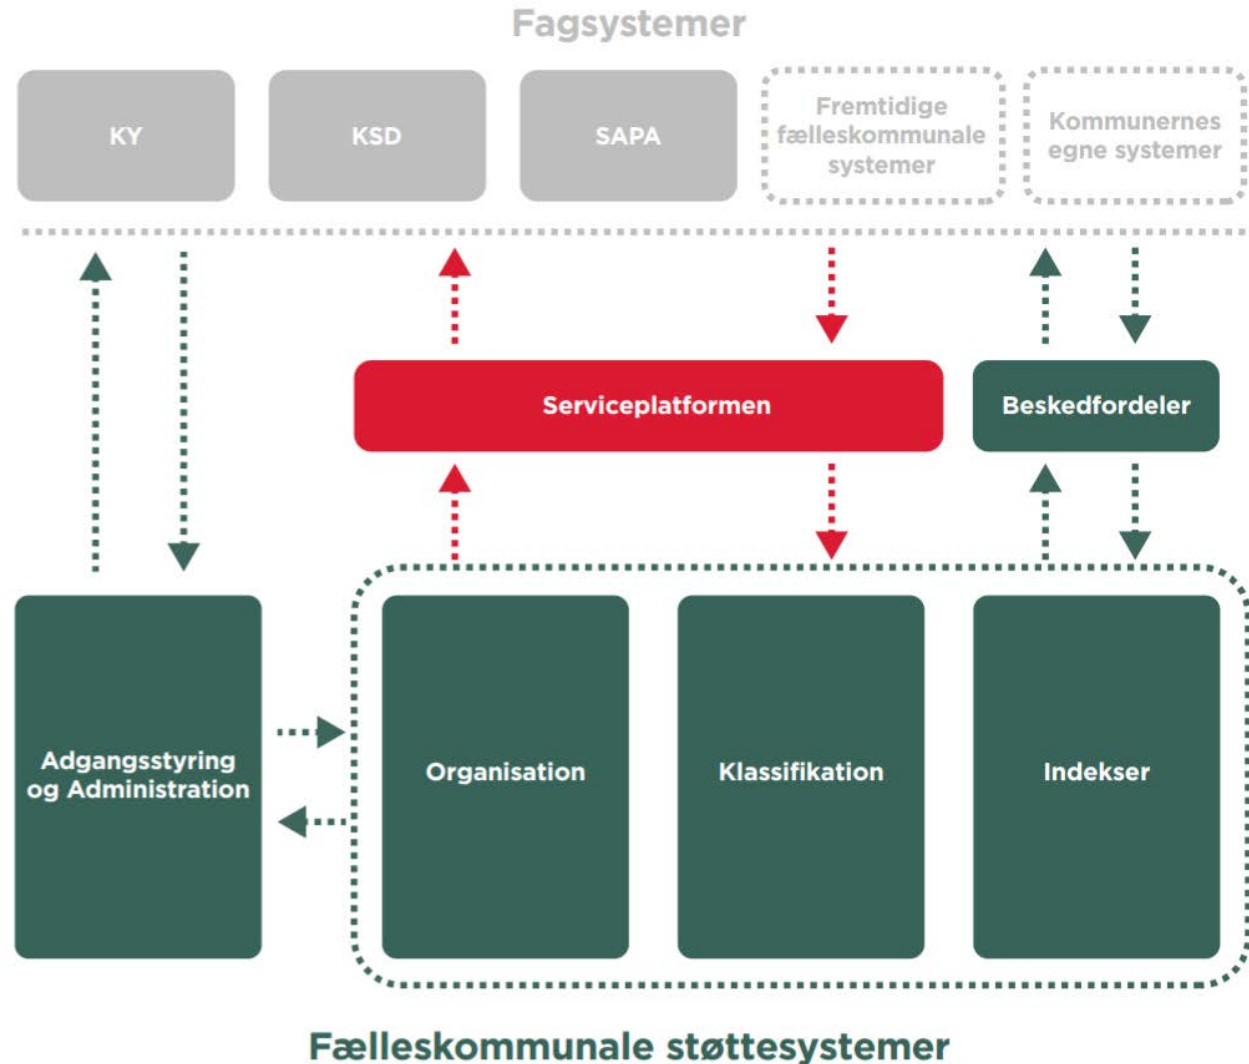 Fagsystemer
KY
KSD
SAPA
Fremtidige
fælleskommunale
systemer
Kommunernes
egne systemer
Serviceplatformen
Beskedfordeler
Adgangsstyring
og Administration
Organisation
Klassifikation
Indekser
Fælleskommunale støttesystemer